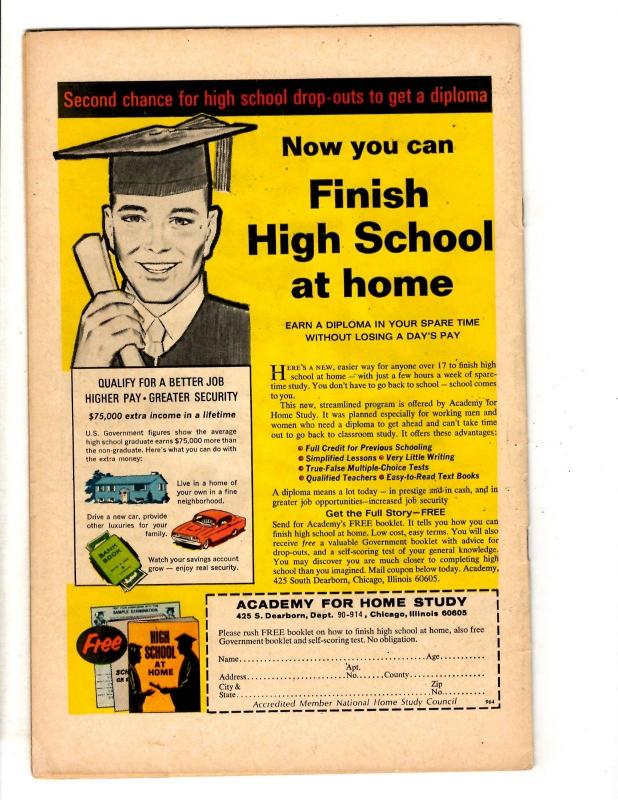 Second chance for high school drop-outs to get a diploma
Now you can
Finish
High School
at home
EARN A DIPLOMA IN YOUR SPARE TIME
WITHOUT LOSING A DAY'S PAY
HERE'S A NEW, easier way for anyone over 17 to finish high
school at home — with just a few hours a week of spare-
time study. You don't have to go back to school — school comes
to you.
This new, streamlined program is offered by Academy for
Home Study. It was planned especially for working men and
women who need a diploma to get ahead and can't take time
out to go back to classroom study. It offers these advantages:
Full Credit for Previous Schooling
Simplified Lessons Very Little Writing
True-False Multiple-Choice Tests
Qualified Teachers Easy-to-Read Text Books
A diploma means a lot today – in prestige and in cash, and in
greater job opportunities–increased job security
Get the Full Story—FREE
Send for Academy's FREE booklet. It tells you how you can
finish high school at home. Low cost, easy terms. You will also
receive free a valuable Government booklet with advice for
drop-outs, and a self-scoring test of your general knowledge.
You may discover you are much closer to completing high
school than you imagined. Mail coupon below today. Academy,
425 South Dearborn, Chicago, Illinois 60605.
QUALIFY FOR A BETTER JOB
HIGHER PAY • GREATER SECURITY
$75,000 extra income in a lifetime
U.S. Government figures show the average
high school graduate earns $75,000 more than
the non-graduate. Here's what you can do with
the extra money:
Live in a home of
your own in a fine
neighborhood.
Drive a new car, provide
other luxuries for your
family.
BANK
BOOK
Watch your savings account
grow — enjoy real security.
SAMPLE EXAMINATION
Free
HIGH
SCHOOL
AT
HOME
ACADEMY FOR HOME STUDY
425 S. Dearborn, Dept. 90-914, Chicago, Illinois 60605
Please rush FREE booklet on how to finish high school at home, also free
Government booklet and self-scoring test. No obligation.
Name Age
Apt.
Address No. County
City & Zip
State No.
Accredited Member National Home Study Council 964